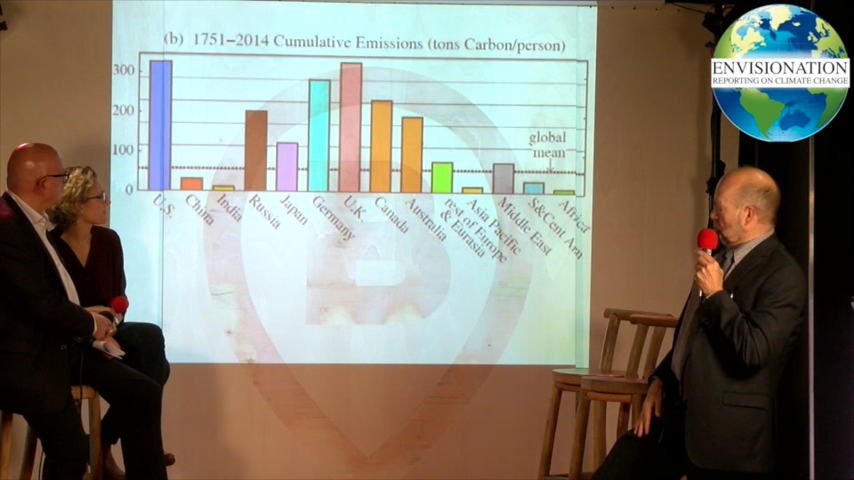 (b) 1751–2014 Cumulative Emissions (tons Carbon/person)
300
200
100
0
global
mean
U.S.
China
India
Russia
Japan
Germany
U.K.
Canada
Australia
rest of Europe
& Eurasia
Asia Pacific
Middle East
S&Cent Am
Africa
B
ENVISIONATION
REPORTING ON CLIMATE CHANGE